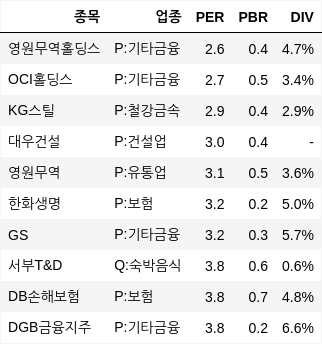 종목 업종 PER PBR DIV
영원무역홀딩스 P:기타금융 2.6 0.4 4.7%
OCI홀딩스 P:기타금융 2.7 0.5 3.4%
KG스틸 P:철강금속 2.9 0.4 2.9%
대우건설 P:건설업 3.0 0.4 -
영원무역 P:유통업 3.1 0.5 3.6%
한화생명 P:보험 3.2 0.2 5.0%
GS P:기타금융 3.2 0.3 5.7%
서부T&D Q:숙박음식 3.8 0.6 0.6%
DB손해보험 P:보험 3.8 0.7 4.8%
DGB금융지주 P:기타금융 3.8 0.2 6.6%